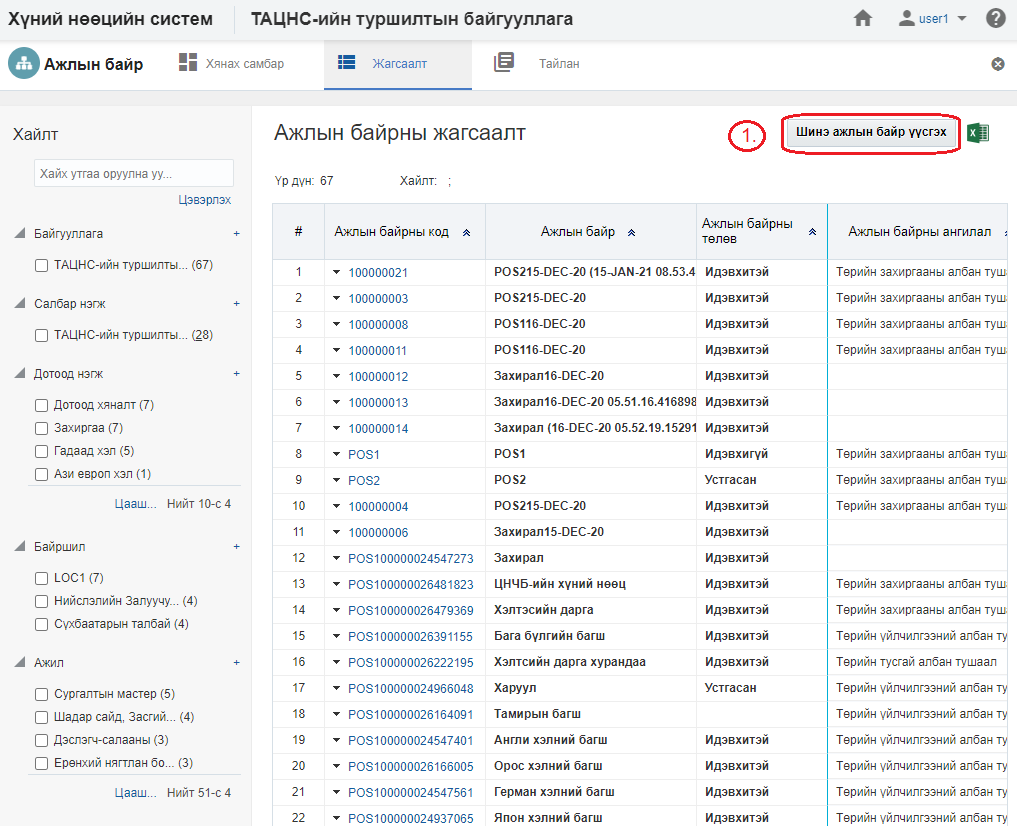 Хүний нөөцийн систем
ТАЦНС-ийн туршилтын байгууллага
user1
?
Ажлын байр
Хянах самбар
Жагсаалт
Тайлан
Хайлт
Хайх утгаа оруулна уу...
Цэвэрлэх
Байгууллага +
ТАЦНС-ийн туршилты... (67)
Салбар нэгж +
ТАЦНС-ийн туршилты... (28)
Дотоод нэгж +
Дотоод хяналт (7)
Захиргаа (7)
Гадаад хэл (5)
Ази европ хэл (1)
Цааш... Нийт 10-с 4
Байршил +
LOC1 (7)
Нийслэлийн Залуучу... (4)
Сүхбаатарын талбай (4)
Ажил +
Сургалтын мастер (5)
Шадар сайд, Засгий... (4)
Дэслэгч-салааны (3)
Ерөнхий нягтлан бо... (3)
Цааш... Нийт 51-с 4
Ажлын байрны жагсаалт
1.
Шинэ ажлын байр үүсгэх
Үр дүн: 67 Хайлт: ;
# Ажлын байрны код Ажлын байр Ажлын байрны төлөв Ажлын байрны ангилал
1 100000021 POS215-DEC-20 (15-JAN-21 08.53.4 Идэвхитэй Төрийн захиргааны албан туш
2 100000003 POS215-DEC-20 Идэвхитэй Төрийн захиргааны албан туш
3 100000008 POS116-DEC-20 Идэвхитэй Төрийн захиргааны албан туш
4 100000011 POS116-DEC-20 Идэвхитэй Төрийн захиргааны албан туш
5 100000012 Захирал16-DEC-20 Идэвхитэй
6 100000013 Захирал16-DEC-20 05.51.16.416898 Идэвхитэй
7 100000014 Захирал (16-DEC-20 05.52.19.15291 Идэвхитэй
8 POS1 POS1 Идэвхигүй Төрийн захиргааны албан туш
9 POS2 POS2 Устгасан Төрийн захиргааны албан туш
10 100000004 POS215-DEC-20 Идэвхитэй Төрийн захиргааны албан туш
11 100000006 Захирал15-DEC-20 Идэвхитэй
12 POS100000024547273 Захирал Идэвхитэй
13 POS100000026481823 ЦНЧБ-ийн хүний нөөц Идэвхитэй Төрийн захиргааны албан туш
14 POS100000026479369 Хэлтэсийн дарга Идэвхитэй Төрийн захиргааны албан туш
15 POS100000026391155 Бага бүлгийн багш Идэвхитэй Төрийн үйлчилгээний албан ту
16 POS100000026222195 Хэлтсийн дарга хурандаа Идэвхитэй Төрийн тусгай албан тушаал
17 POS100000024966048 Харуул Устгасан Төрийн үйлчилгээний албан ту
18 POS100000026164091 Тамирын багш Төрийн үйлчилгээний албан ту
19 POS100000024547401 Англи хэлний багш Идэвхитэй Төрийн үйлчилгээний албан ту
20 POS100000026166005 Орос хэлний багш Идэвхитэй Төрийн үйлчилгээний албан ту
21 POS100000024547561 Герман хэлний багш Идэвхитэй Төрийн үйлчилгээний албан ту
22 POS100000024937065 Япон хэлний багш Идэвхитэй Төрийн үйлчилгээний албан ту